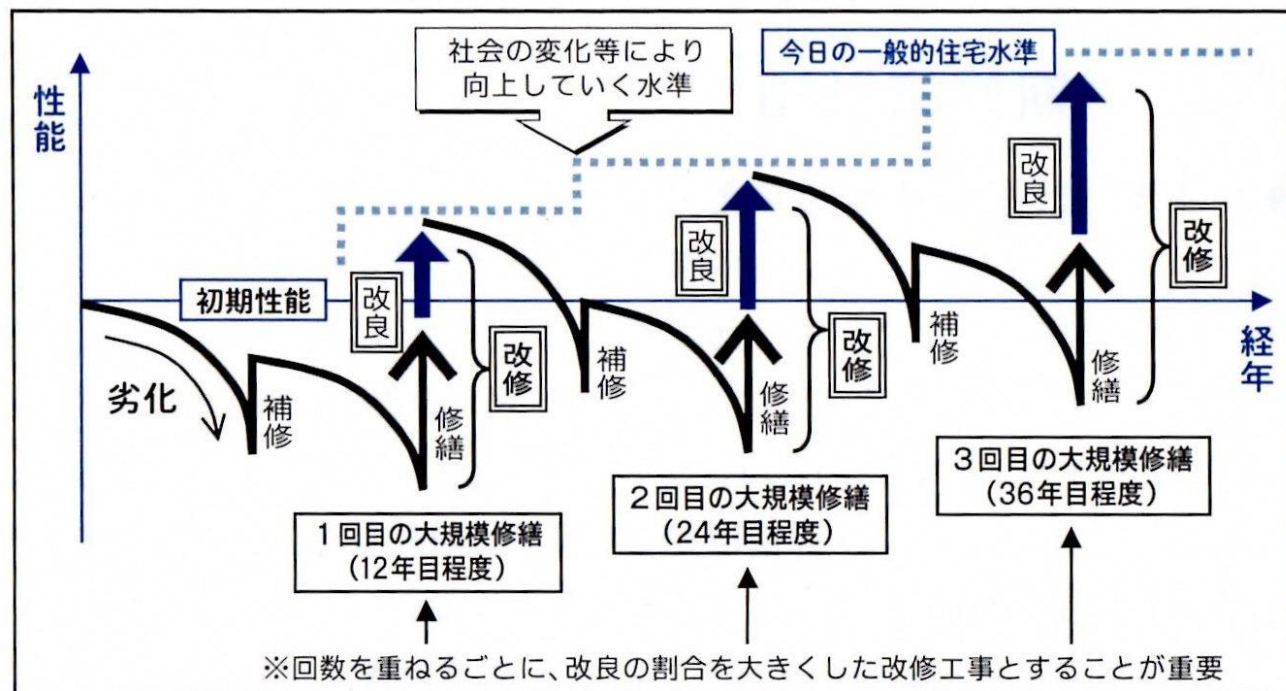 社会の変化等により
向上していく水準
今日の一般的住宅水準
性能
初期性能
経年
劣化
補修
修繕
改良
改修
補修
修繕
改良
改修
補修
修繕
改良
改修
1回目の大規模修繕
(12年目程度)
2回目の大規模修繕
(24年目程度)
3回目の大規模修繕
(36年目程度)
※回数を重ねるごとに、改良の割合を大きくした改修工事とすることが重要